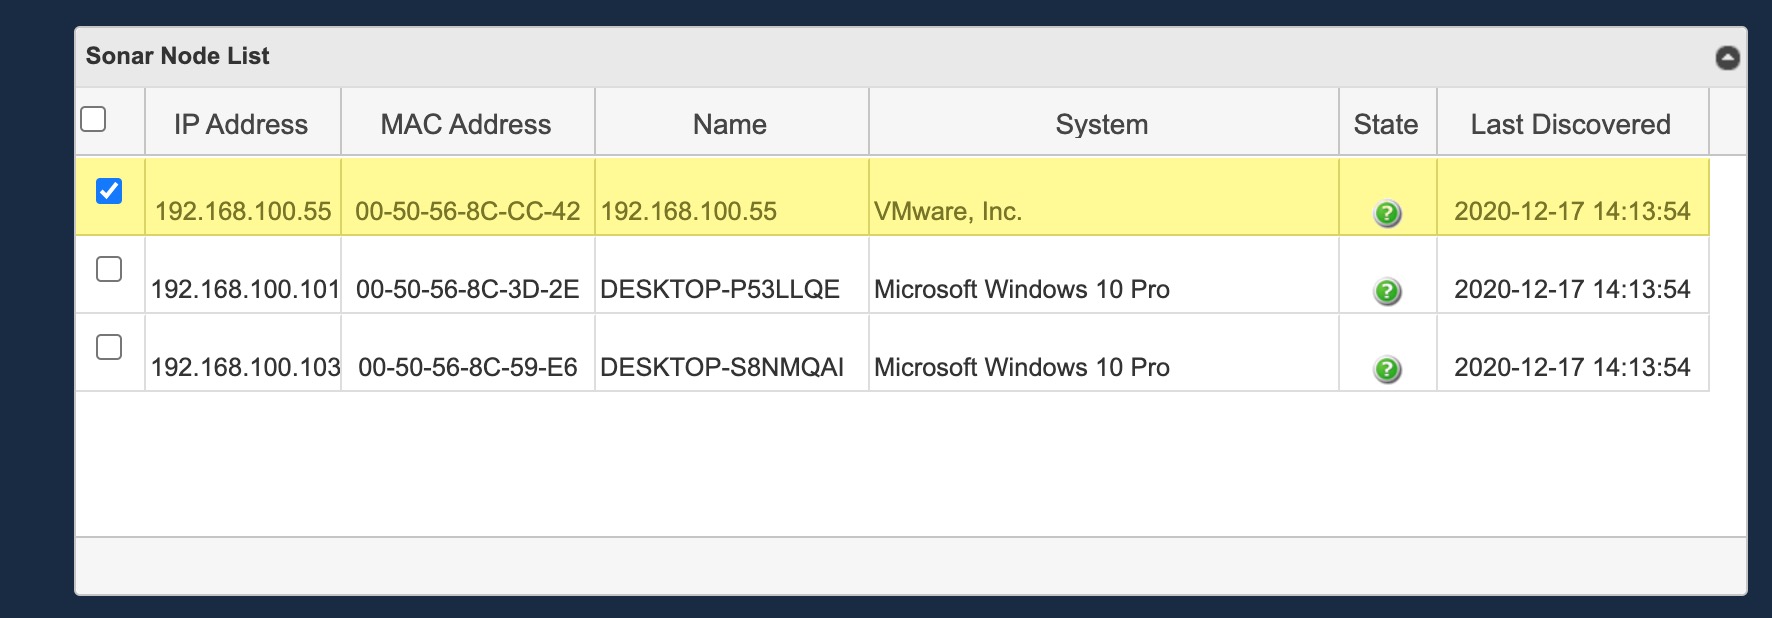 Sonar Node List
IP Address MAC Address Name System State Last Discovered
192.168.100.55 00-50-56-8C-CC-42 192.168.100.55 VMware, Inc. ? 2020-12-17 14:13:54
192.168.100.101 00-50-56-8C-3D-2E DESKTOP-P53LLQE Microsoft Windows 10 Pro ? 2020-12-17 14:13:54
192.168.100.103 00-50-56-8C-59-E6 DESKTOP-S8NMQAI Microsoft Windows 10 Pro ? 2020-12-17 14:13:54